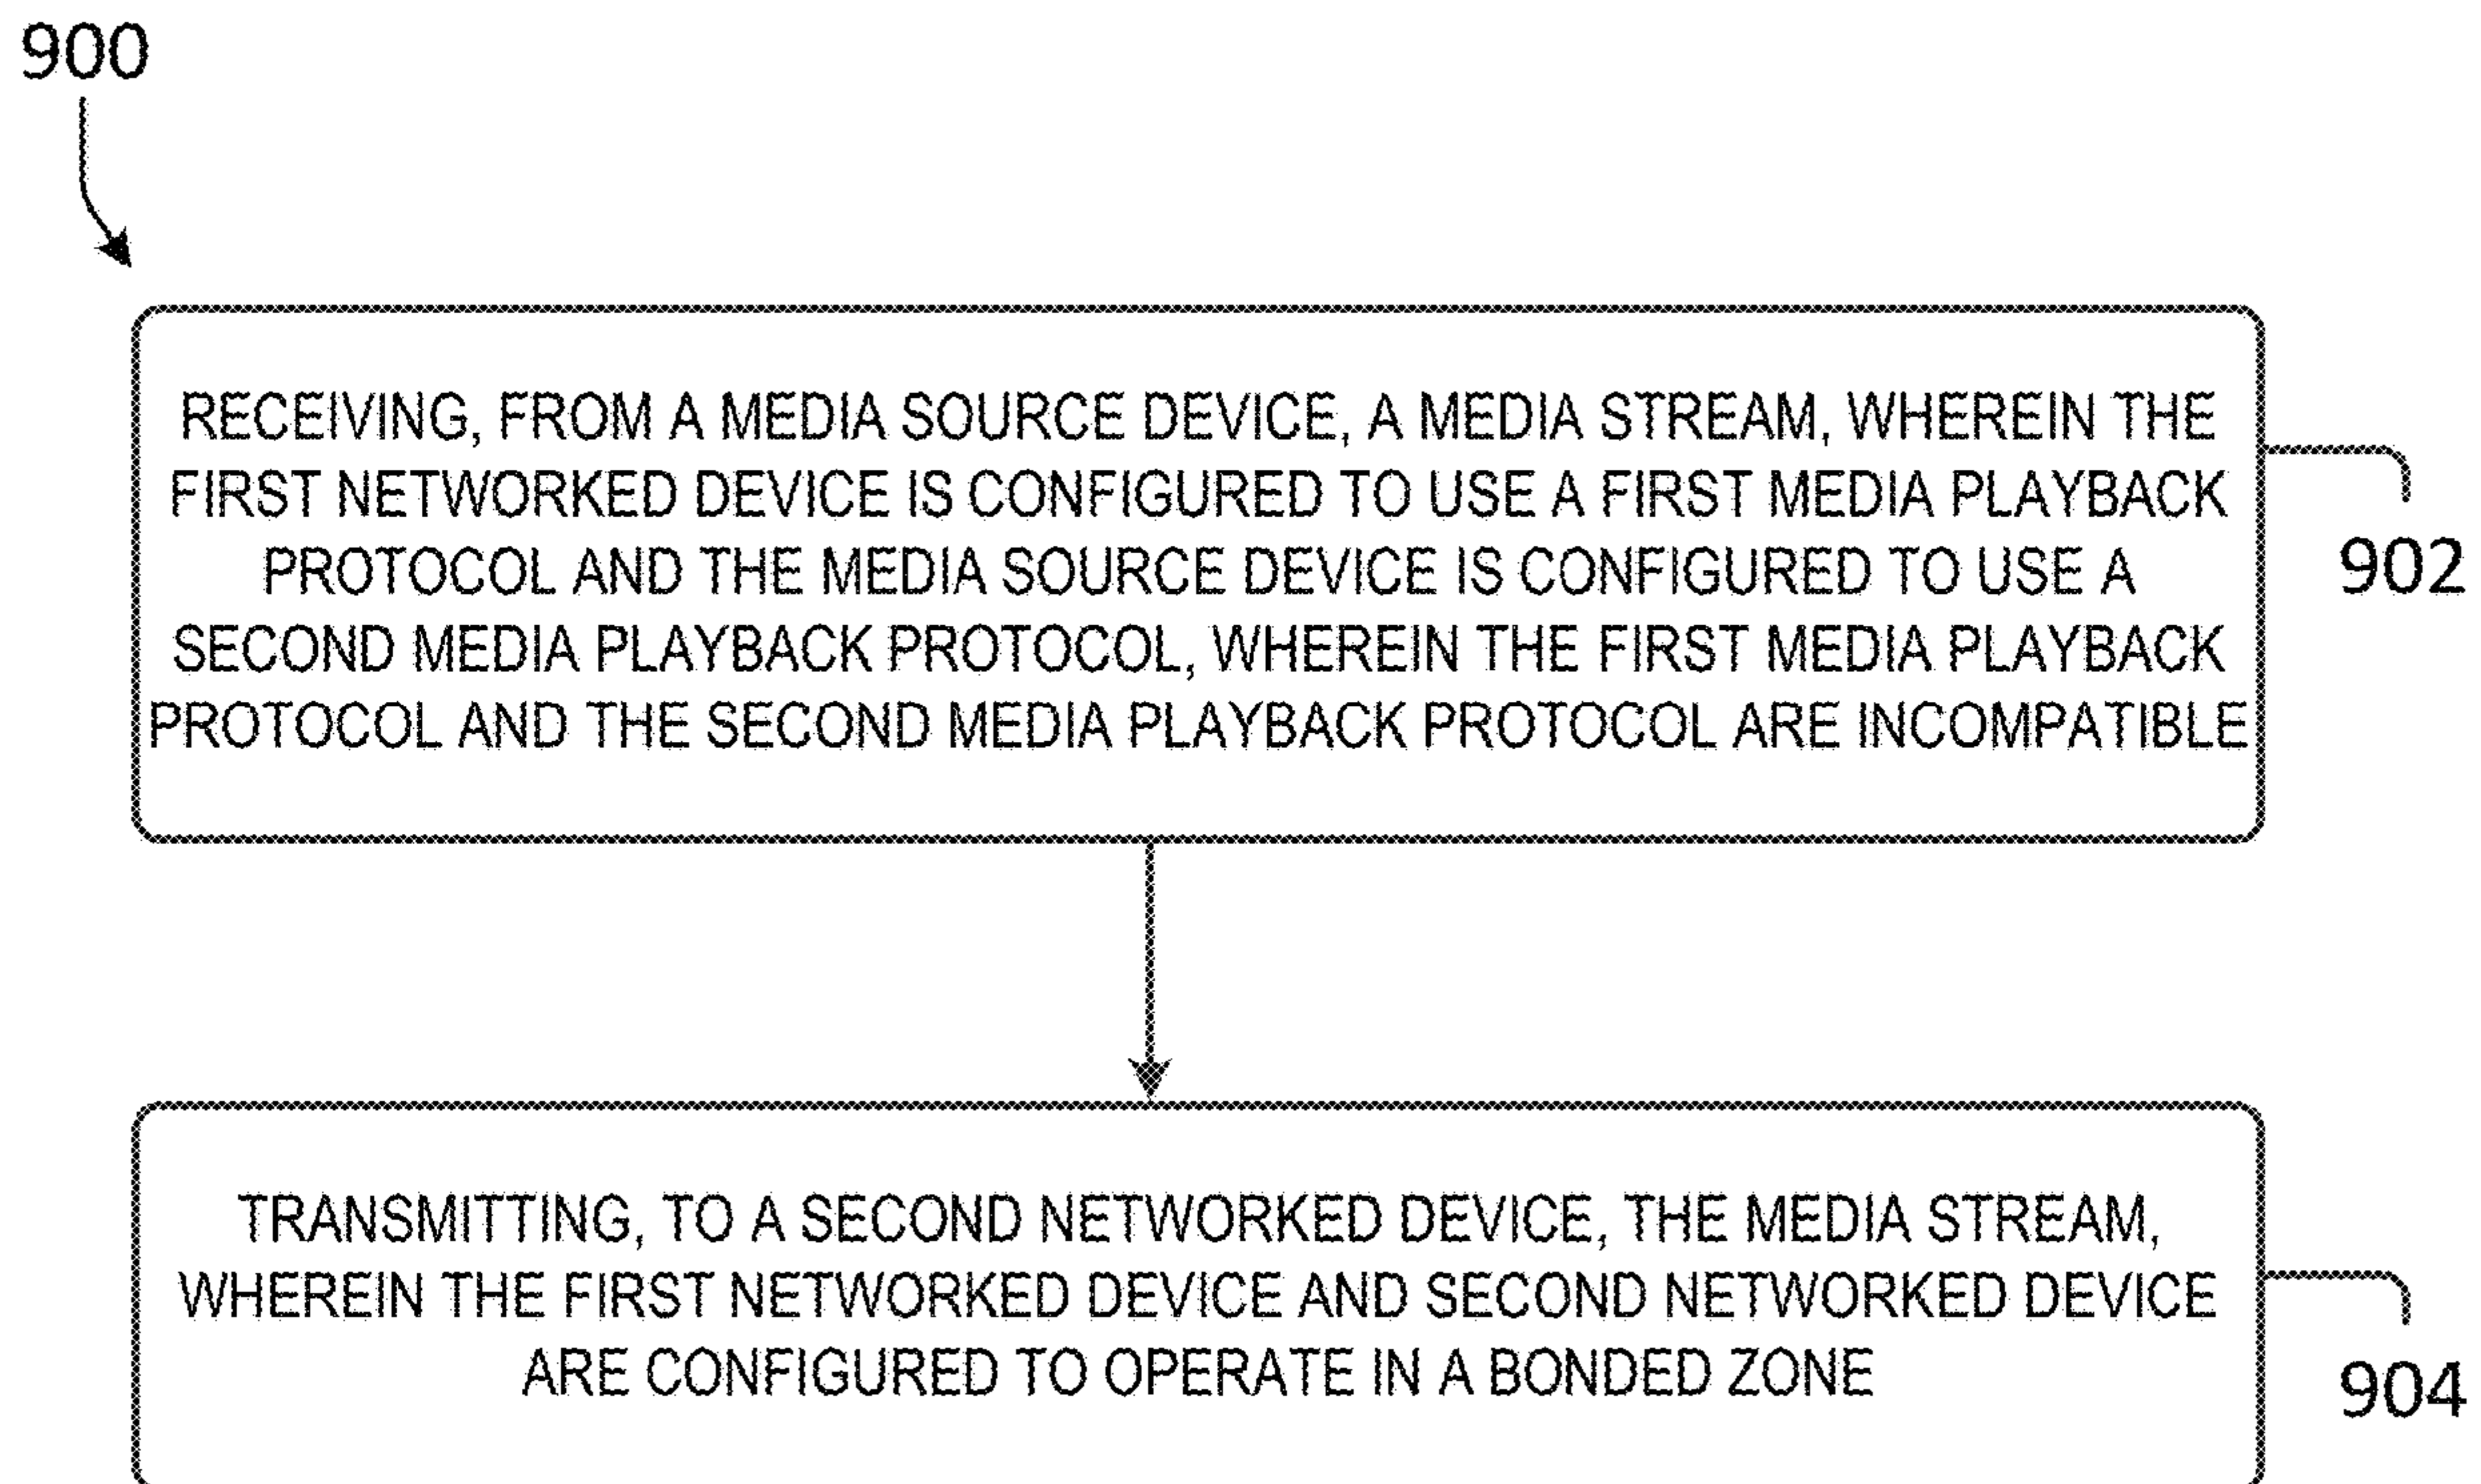 900
RECEIVING, FROM A MEDIA SOURCE DEVICE, A MEDIA STREAM, WHEREIN THE
FIRST NETWORKED DEVICE IS CONFIGURED TO USE A FIRST MEDIA PLAYBACK
PROTOCOL AND THE MEDIA SOURCE DEVICE IS CONFIGURED TO USE A
SECOND MEDIA PLAYBACK PROTOCOL, WHEREIN THE FIRST MEDIA PLAYBACK
PROTOCOL AND THE SECOND MEDIA PLAYBACK PROTOCOL ARE INCOMPATIBLE
902
TRANSMITTING, TO A SECOND NETWORKED DEVICE, THE MEDIA STREAM,
WHEREIN THE FIRST NETWORKED DEVICE AND SECOND NETWORKED DEVICE
ARE CONFIGURED TO OPERATE IN A BONDED ZONE
904